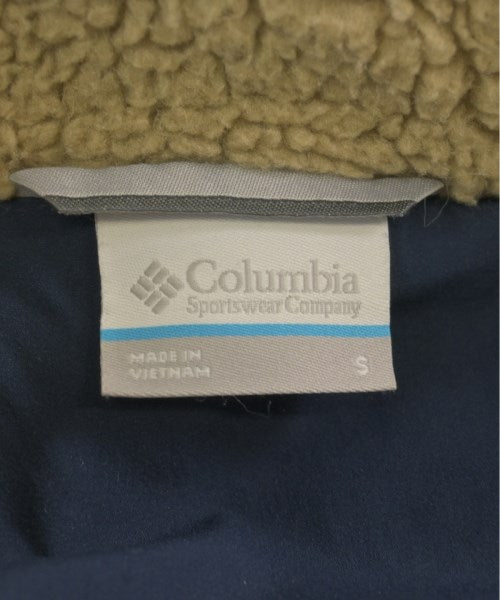 Columbia
Sportswear Company
MADE IN
VIETNAM
S